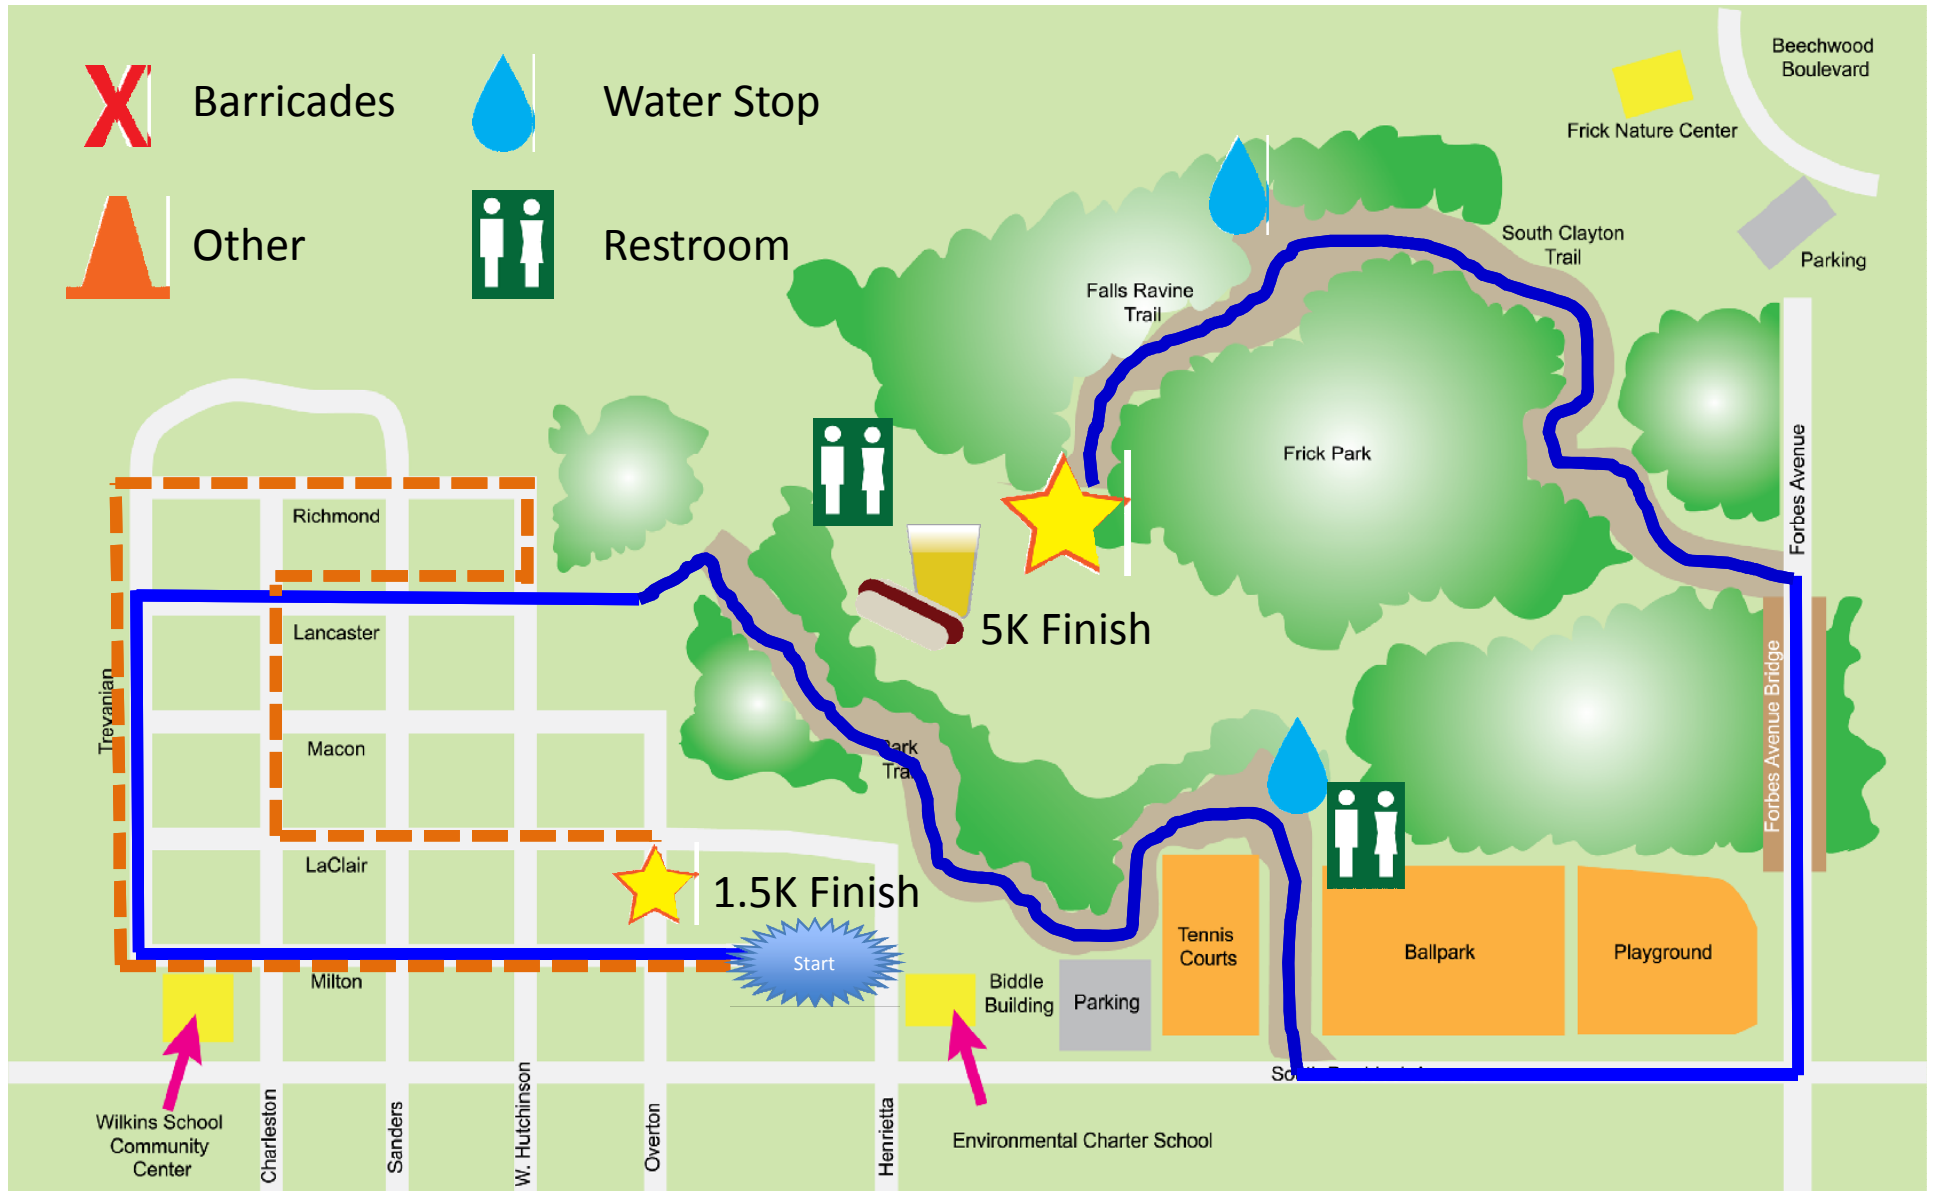 Barricades
Water Stop
Other
Restroom
Beechwood
Boulevard
Frick Nature Center
Parking
South Clayton
Trail
Falls Ravine
Trail
Frick Park
Forbes Avenue
Richmond
Lancaster
Trevanian
Macon
LaClair
Milton
5K Finish
1.5K Finish
Start
Park
Trail
Forbes Avenue Bridge
Tennis
Courts
Ballpark
Playground
Biddle
Building
Parking
Wilkins School
Community
Center
Charleston
Sanders
W. Hutchinson
Overton
Henrietta
Environmental Charter School